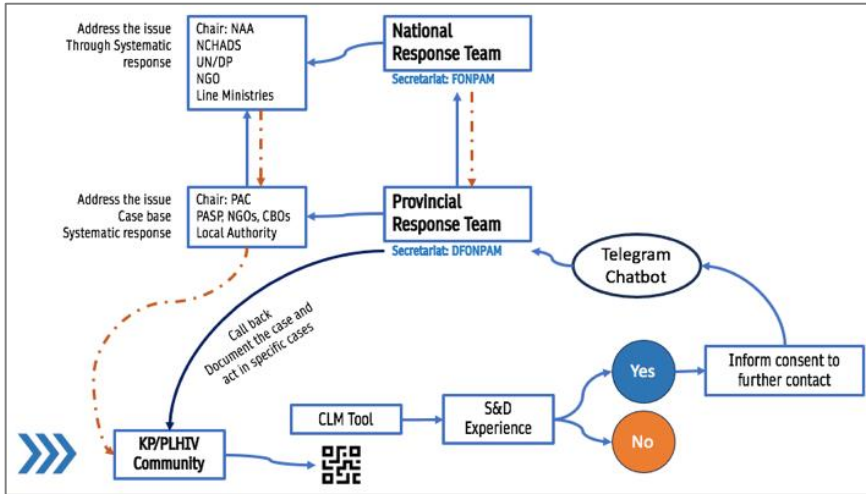 Address the issue
Through Systematic
response
Chair: NAA
NCHADS
UN/DP
NGO
Line Ministries
National
Response Team
Secretariat: FONPAM
Address the issue
Case base
Systematic response
Chair: PAC
PASP, NGOs, CBOs
Local Authority
Provincial
Response Team
Secretariat: DFONPAM
Telegram
Chatbot
Call back
Document the case and
act in specific cases
Yes
Inform consent to
further contact
CLM Tool
S&D
Experience
No
KP/PLHIV
Community